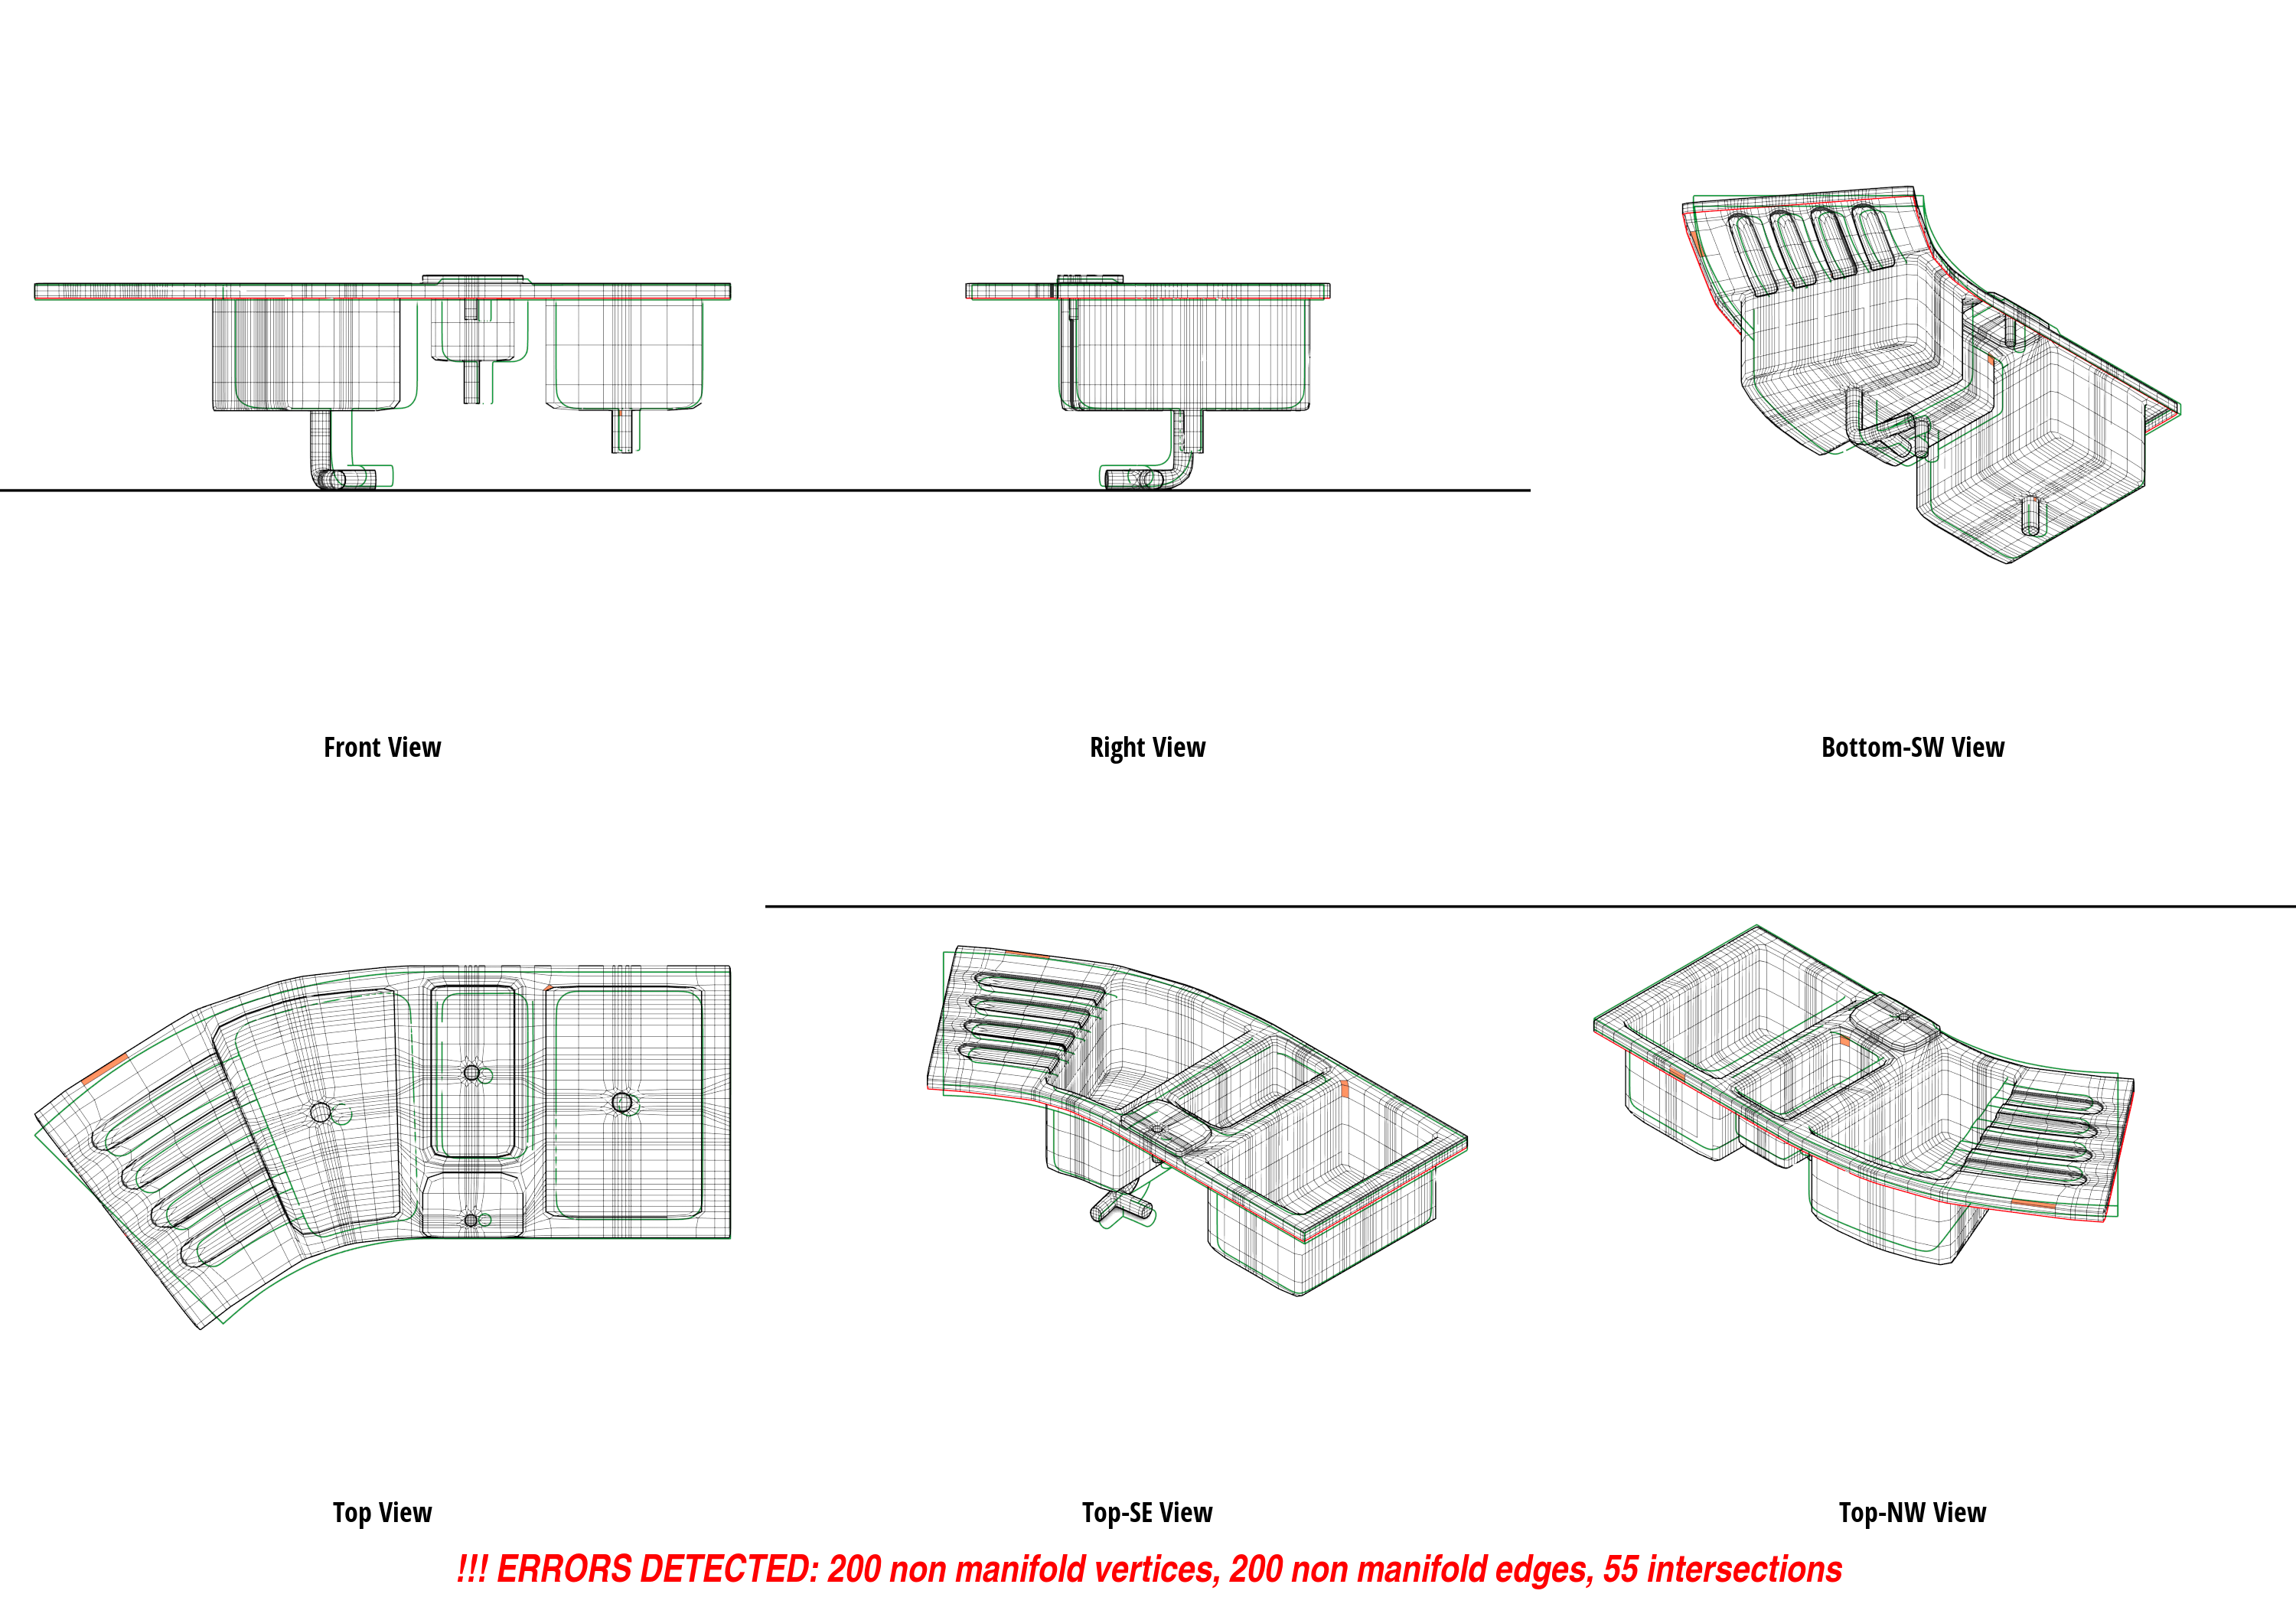 Front View
Right View
Bottom-SW View
Top View
Top-SE View
Top-NW View
!!! ERRORS DETECTED: 200 non manifold vertices, 200 non manifold edges, 55 intersections